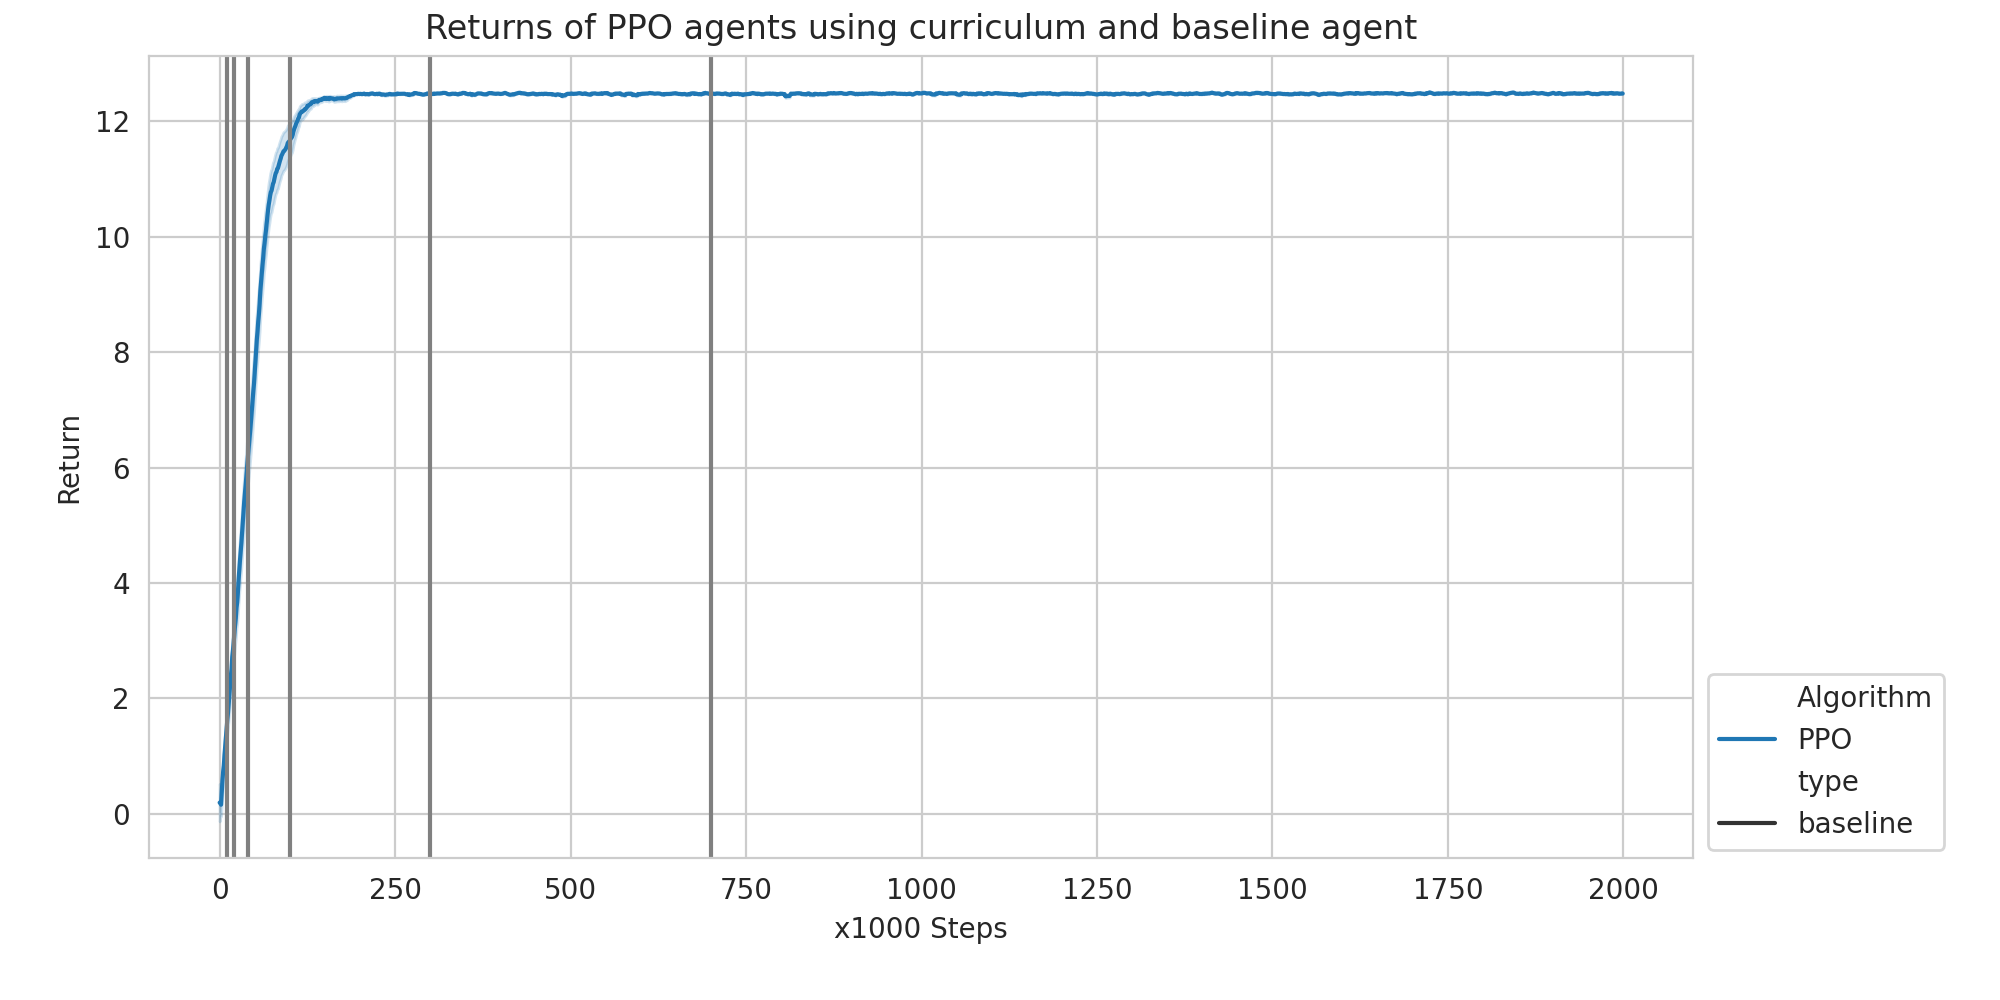 Returns of PPO agents using curriculum and baseline agent
12
10
8
6
4
2
0
Return
0 250 500 750 1000 1250 1500 1750 2000
x1000 Steps
Algorithm
PPO
type
baseline